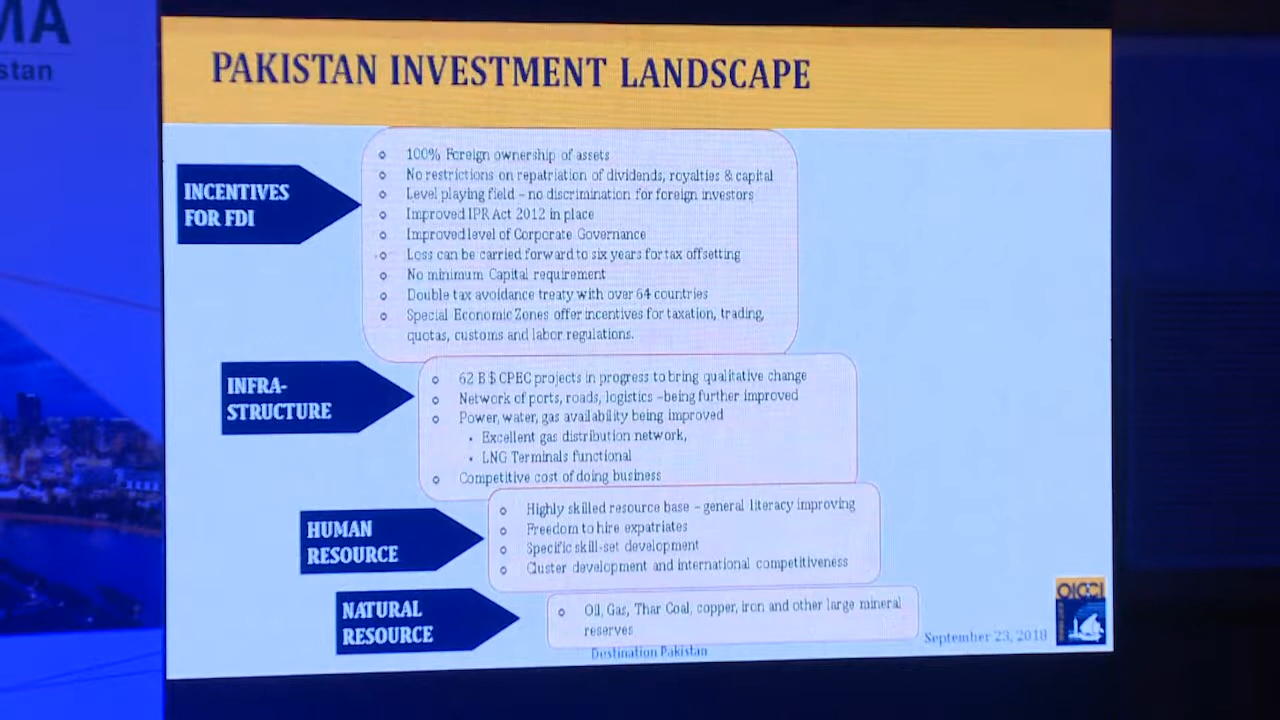 MA
stan
PAKISTAN INVESTMENT LANDSCAPE
INCENTIVES
FOR FDI
100% Foreign ownership of assets
No restrictions on repatriation of dividends, royalties & capital
Level playing field – no discrimination for foreign investors
Improved IPR Act 2012 in place
Improved level of Corporate Governance
Loss can be carried forward to six years for tax offsetting
No minimum Capital requirement
Double tax avoidance treaty with over 64 countries
Special Economic Zones offer incentives for taxation, trading,
quotas, customs and labor regulations.
INFRA-
STRUCTURE
62 B $ CPEC projects in progress to bring qualitative change
Network of ports, roads, logistics –being further improved
Power, water, gas availability being improved
Excellent gas distribution network,
LNG Terminals functional
Competitive cost of doing business
HUMAN
RESOURCE
Highly skilled resource base – general literacy improving
Freedom to hire expatriates
Specific skill-set development
Cluster development and international competitiveness
NATURAL
RESOURCE
Oil, Gas, Thar Coal, copper, iron and other large mineral
reserves
Destination Pakistan
September 23, 2018
OICCI